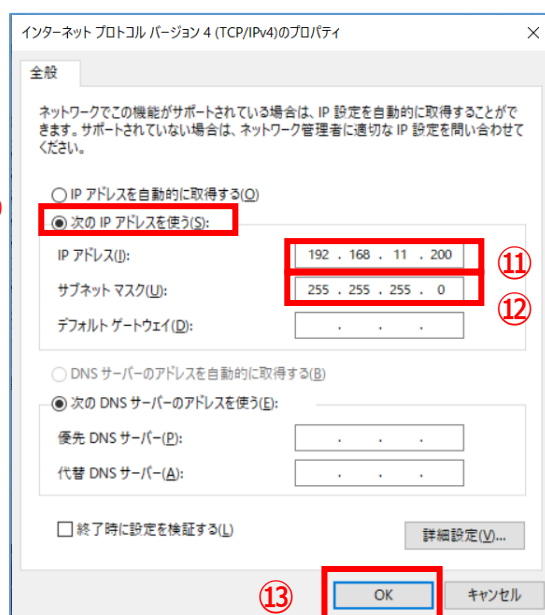 インターネット プロトコル バージョン 4 (TCP/IPv4)のプロパティ
全般
ネットワークでこの機能がサポートされている場合は、IP 設定を自動的に取得することがで
きます。サポートされていない場合は、ネットワーク管理者に適切な IP 設定を問い合わせて
ください。
IP アドレスを自動的に取得する(O)
次の IP アドレスを使う(S):
IP アドレス(I): 192 . 168 . 11 . 200 ⑪
サブネット マスク(U): 255 . 255 . 255 . 0 ⑫
デフォルト ゲートウェイ(D): . . .
DNS サーバーのアドレスを自動的に取得する(B)
次の DNS サーバーのアドレスを使う(E):
優先 DNS サーバー(P): . . .
代替 DNS サーバー(A): . . .
終了時に設定を検証する(L)
詳細設定(V)...
⑬ OK キャンセル